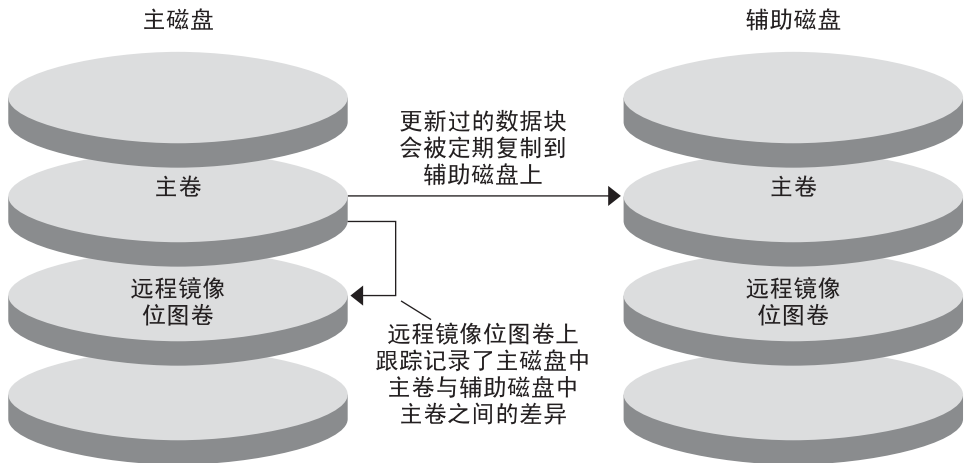 主磁盘
辅助磁盘
更新过的数据块
会被定期复制到
辅助磁盘上
主卷
主卷
远程镜像
位图卷
远程镜像
位图卷
远程镜像位图卷上
跟踪记录了主磁盘中
主卷与辅助磁盘中
主卷之间的差异